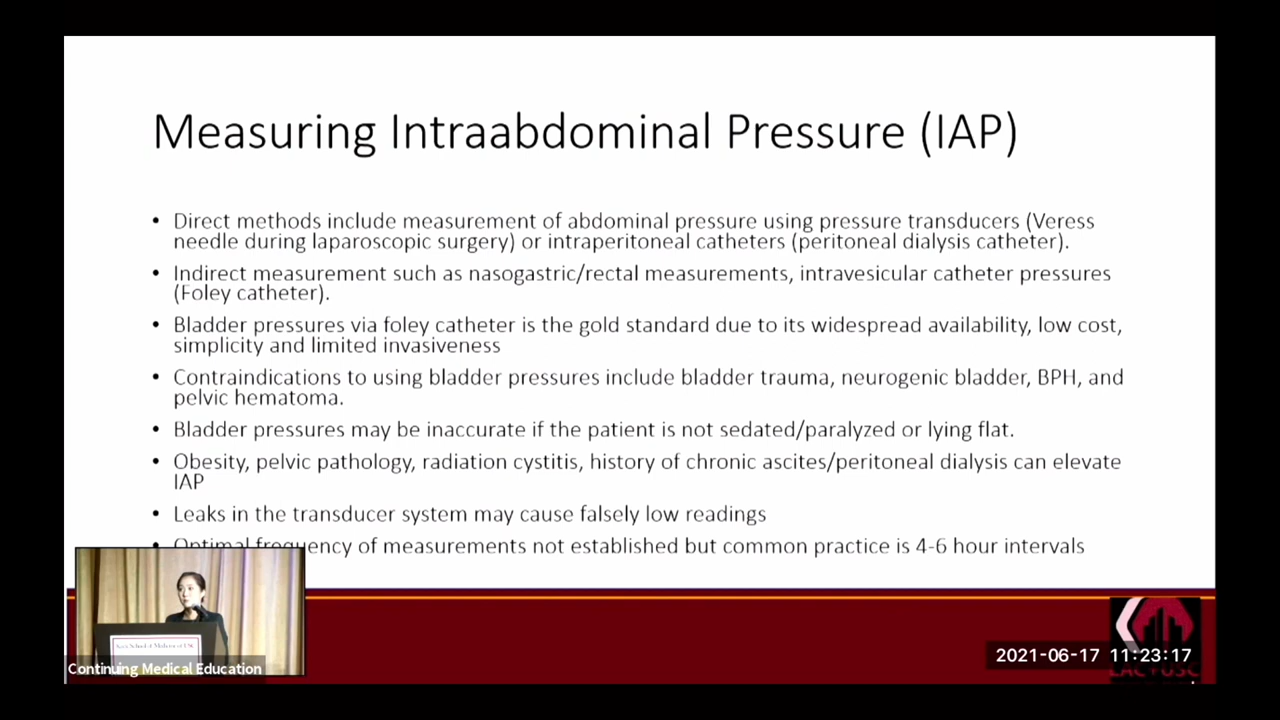 Measuring Intraabdominal Pressure (IAP)
• Direct methods include measurement of abdominal pressure using pressure transducers (Veress
needle during laparoscopic surgery) or intraperitoneal catheters (peritoneal dialysis catheter).
• Indirect measurement such as nasogastric/rectal measurements, intravesicular catheter pressures
(Foley catheter).
• Bladder pressures via foley catheter is the gold standard due to its widespread availability, low cost,
simplicity and limited invasiveness
• Contraindications to using bladder pressures include bladder trauma, neurogenic bladder, BPH, and
pelvic hematoma.
• Bladder pressures may be inaccurate if the patient is not sedated/paralyzed or lying flat.
• Obesity, pelvic pathology, radiation cystitis, history of chronic ascites/peritoneal dialysis can elevate
IAP
• Leaks in the transducer system may cause falsely low readings
• Optimal frequency of measurements not established but common practice is 4-6 hour intervals
School of Medicine of USC
Continuing Medical Education
2021-06-17 11:23:17
LAC+USC